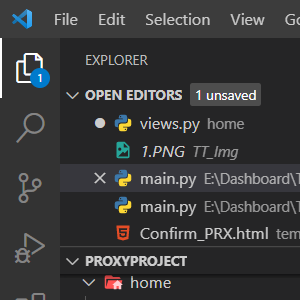 File Edit Selection View Go
EXPLORER
1
OPEN EDITORS 1 unsaved
views.py home
1.PNG TT_Img
main.py E:\Dashboard\T
main.py E:\Dashboard\T
Confirm_PRX.html tem
PROXYPROJECT
home